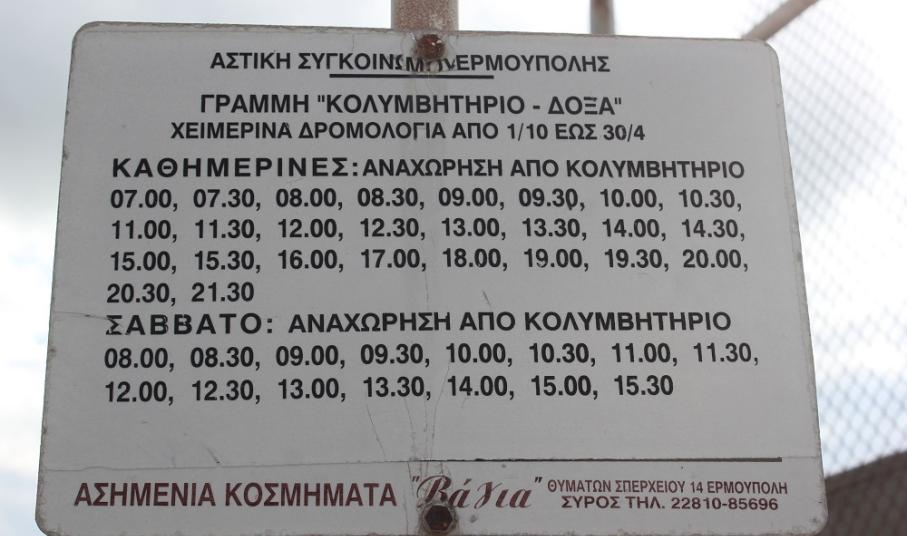 ΑΣΤΙΚΗ ΕΡΜΟΥΠΟΛΗΣ
ΓΡΑΜΜΗ "ΚΟΛΥΜΒΗΤΗΡΙΟ - ΔΟΞΑ"
ΧΕΙΜΕΡΙΝΑ ΔΡΟΜΟΛΟΓΙΑ ΑΠΟ 1/10 ΕΩΣ 30/4
ΚΑΘΗΜΕΡΙΝΕΣ: ΑΝΑΧΩΡΗΣΗ ΑΠΟ ΚΟΛΥΜΒΗΤΗΡΙΟ
07.00, 07.30, 08.00, 08.30, 09.00, 09.30, 10.00, 10.30,
11.00, 11.30, 12.00, 12.30, 13.00, 13.30, 14.00, 14.30,
15.00, 15.30, 16.00, 17.00, 18.00, 19.00, 19.30, 20.00,
20.30, 21.30
ΣΑΒΒΑΤΟ: ΑΝΑΧΩΡΗΣΗ ΑΠΟ ΚΟΛΥΜΒΗΤΗΡΙΟ
08.00, 08.30, 09.00, 09.30, 10.00, 10.30, 11.00, 11.30,
12.00, 12.30, 13.00, 13.30, 14.00, 15.00, 15.30
ΑΣΗΜΕΝΙΑ ΚΟΣΜΗΜΑΤΑ "Βάγια" ΘΥΜΑΤΩΝ ΣΠΕΡΧΕΙΟΥ 14 ΕΡΜΟΥΠΟΛΗ
ΣΥΡΟΣ ΤΗΛ. 22810-85696